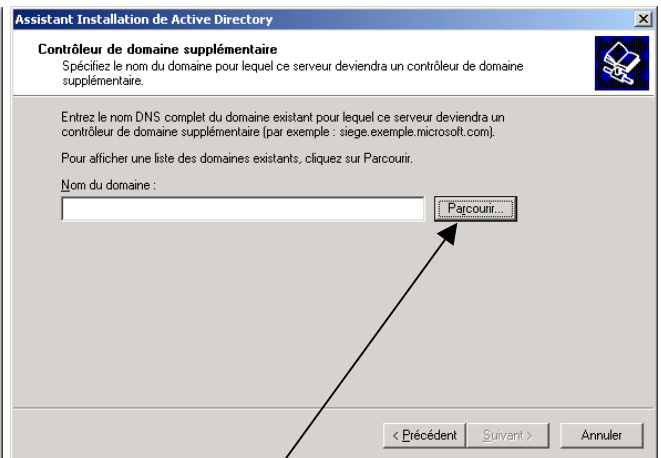 Assistant Installation de Active Directory
Contrôleur de domaine supplémentaire
Spécifiez le nom du domaine pour lequel ce serveur deviendra un contrôleur de domaine
supplémentaire.
Entrez le nom DNS complet du domaine existant pour lequel ce serveur deviendra un
contrôleur de domaine supplémentaire (par exemple : siege.exemple.microsoft.com).
Pour afficher une liste des domaines existants, cliquez sur Parcourir.
Nom du domaine :
Parcourir...
< Précédent Suivant > Annuler